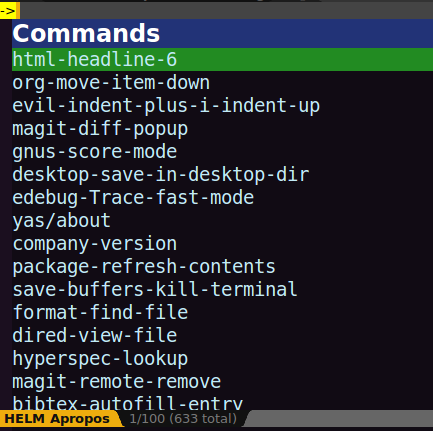 ->
Commands
html-headline-6
org-move-item-down
evil-indent-plus-i-indent-up
magit-diff-popup
gnus-score-mode
desktop-save-in-desktop-dir
edebug-Trace-fast-mode
yas/about
company-version
package-refresh-contents
save-buffers-kill-terminal
format-find-file
dired-view-file
hyperspec-lookup
magit-remote-remove
bibtex-autofill-entry
HELM Apropos 1/100 (633 total)